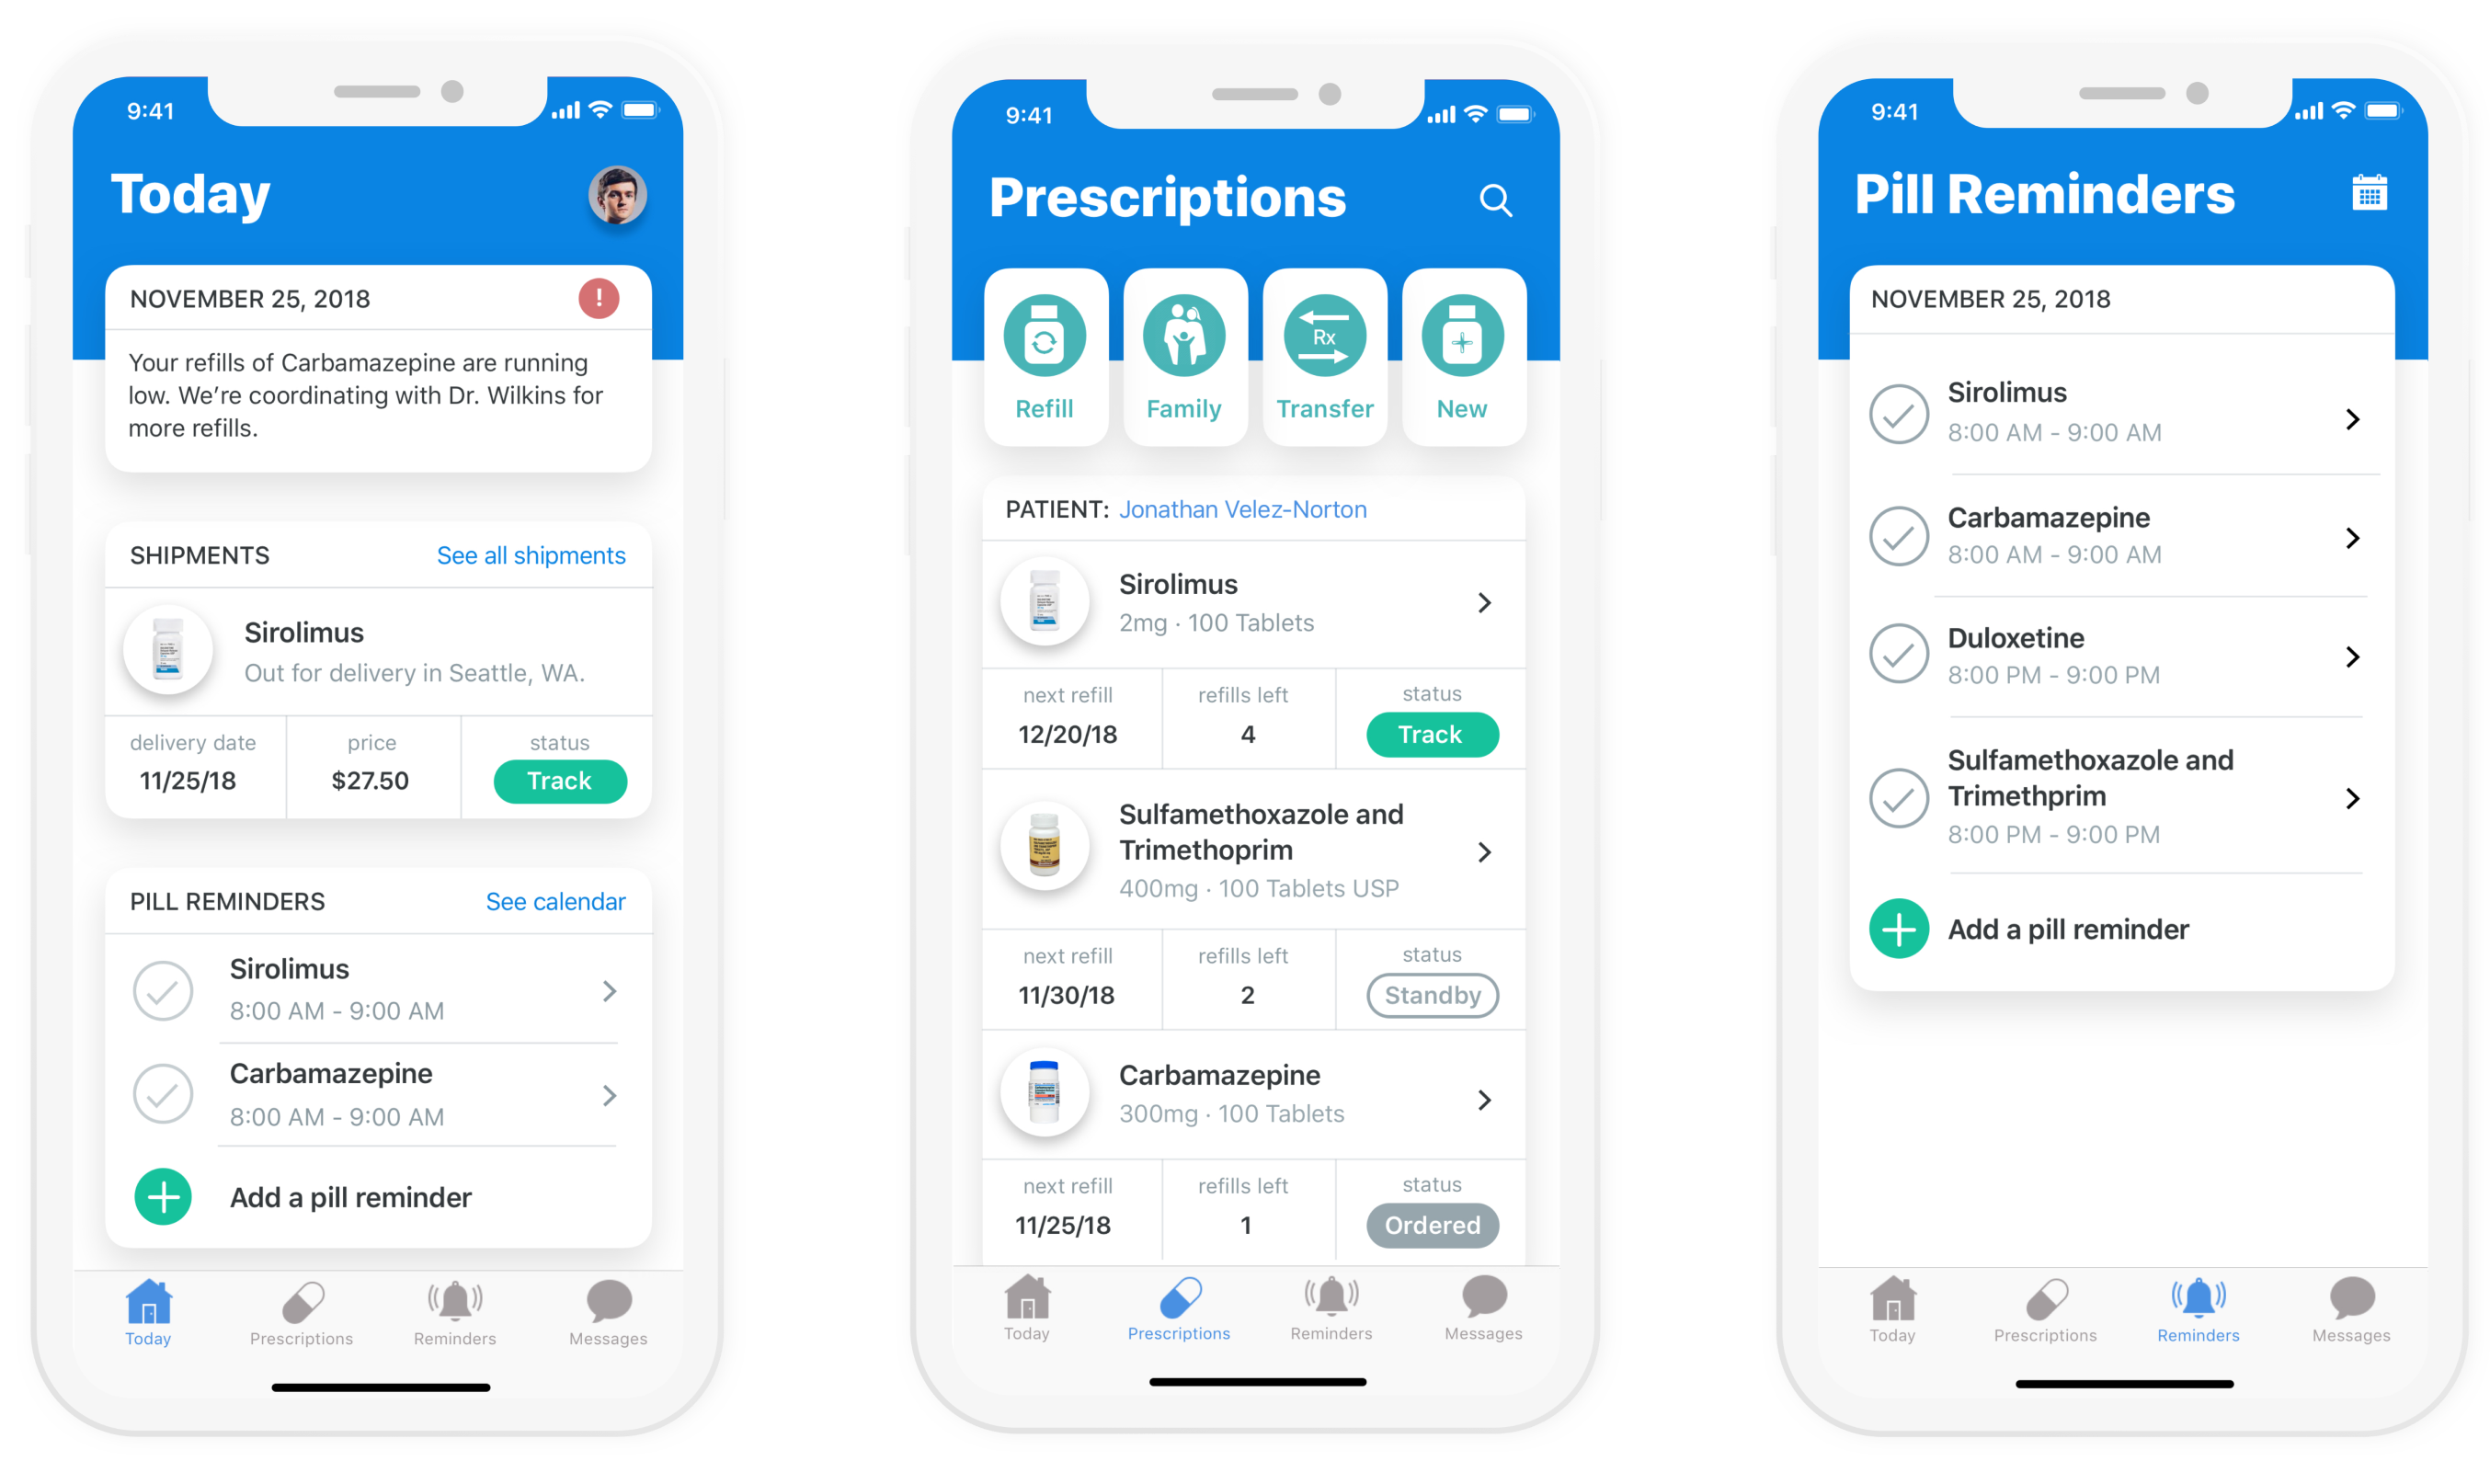 9:41
Today
NOVEMBER 25, 2018
!
Your refills of Carbamazepine are running
low. We’re coordinating with Dr. Wilkins for
more refills.
SHIPMENTS
See all shipments
Sirolimus
Out for delivery in Seattle, WA.
delivery date
price
status
11/25/18
$27.50
Track
PILL REMINDERS
See calendar
Sirolimus
8:00 AM - 9:00 AM
Carbamazepine
8:00 AM - 9:00 AM
Add a pill reminder
Today
Prescriptions
Reminders
Messages
9:41
Prescriptions
Rx
Refill
Family
Transfer
New
PATIENT: Jonathan Velez-Norton
Sirolimus
2mg · 100 Tablets
next refill
refills left
status
12/20/18
4
Track
Sulfamethoxazole and
Trimethoprim
400mg · 100 Tablets USP
next refill
refills left
status
11/30/18
2
Standby
Carbamazepine
300mg · 100 Tablets
next refill
refills left
status
11/25/18
1
Ordered
Today
Prescriptions
Reminders
Messages
9:41
Pill Reminders
NOVEMBER 25, 2018
Sirolimus
8:00 AM - 9:00 AM
Carbamazepine
8:00 AM - 9:00 AM
Duloxetine
8:00 PM - 9:00 PM
Sulfamethoxazole and
Trimethprim
8:00 PM - 9:00 PM
Add a pill reminder
Today
Prescriptions
Reminders
Messages